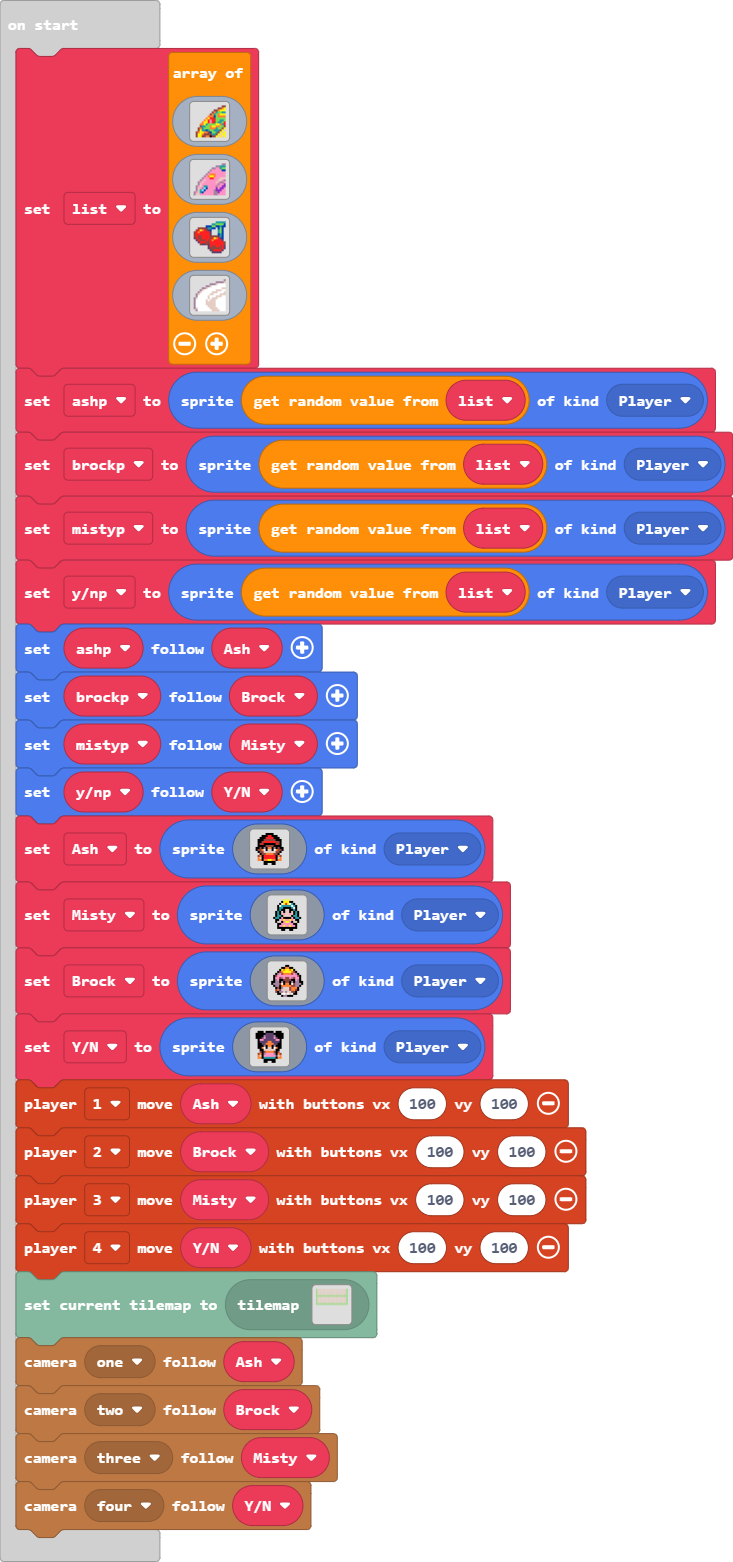 on start
array of
set list to
set ashp to sprite get random value from list of kind Player
set brockp to sprite get random value from list of kind Player
set mistyp to sprite get random value from list of kind Player
set y/np to sprite get random value from list of kind Player
set ashp follow Ash
set brockp follow Brock
set mistyp follow Misty
set y/np follow Y/N
set Ash to sprite of kind Player
set Misty to sprite of kind Player
set Brock to sprite of kind Player
set Y/N to sprite of kind Player
player 1 move Ash with buttons vx 100 vy 100
player 2 move Brock with buttons vx 100 vy 100
player 3 move Misty with buttons vx 100 vy 100
player 4 move Y/N with buttons vx 100 vy 100
set current tilemap to tilemap
camera one follow Ash
camera two follow Brock
camera three follow Misty
camera four follow Y/N